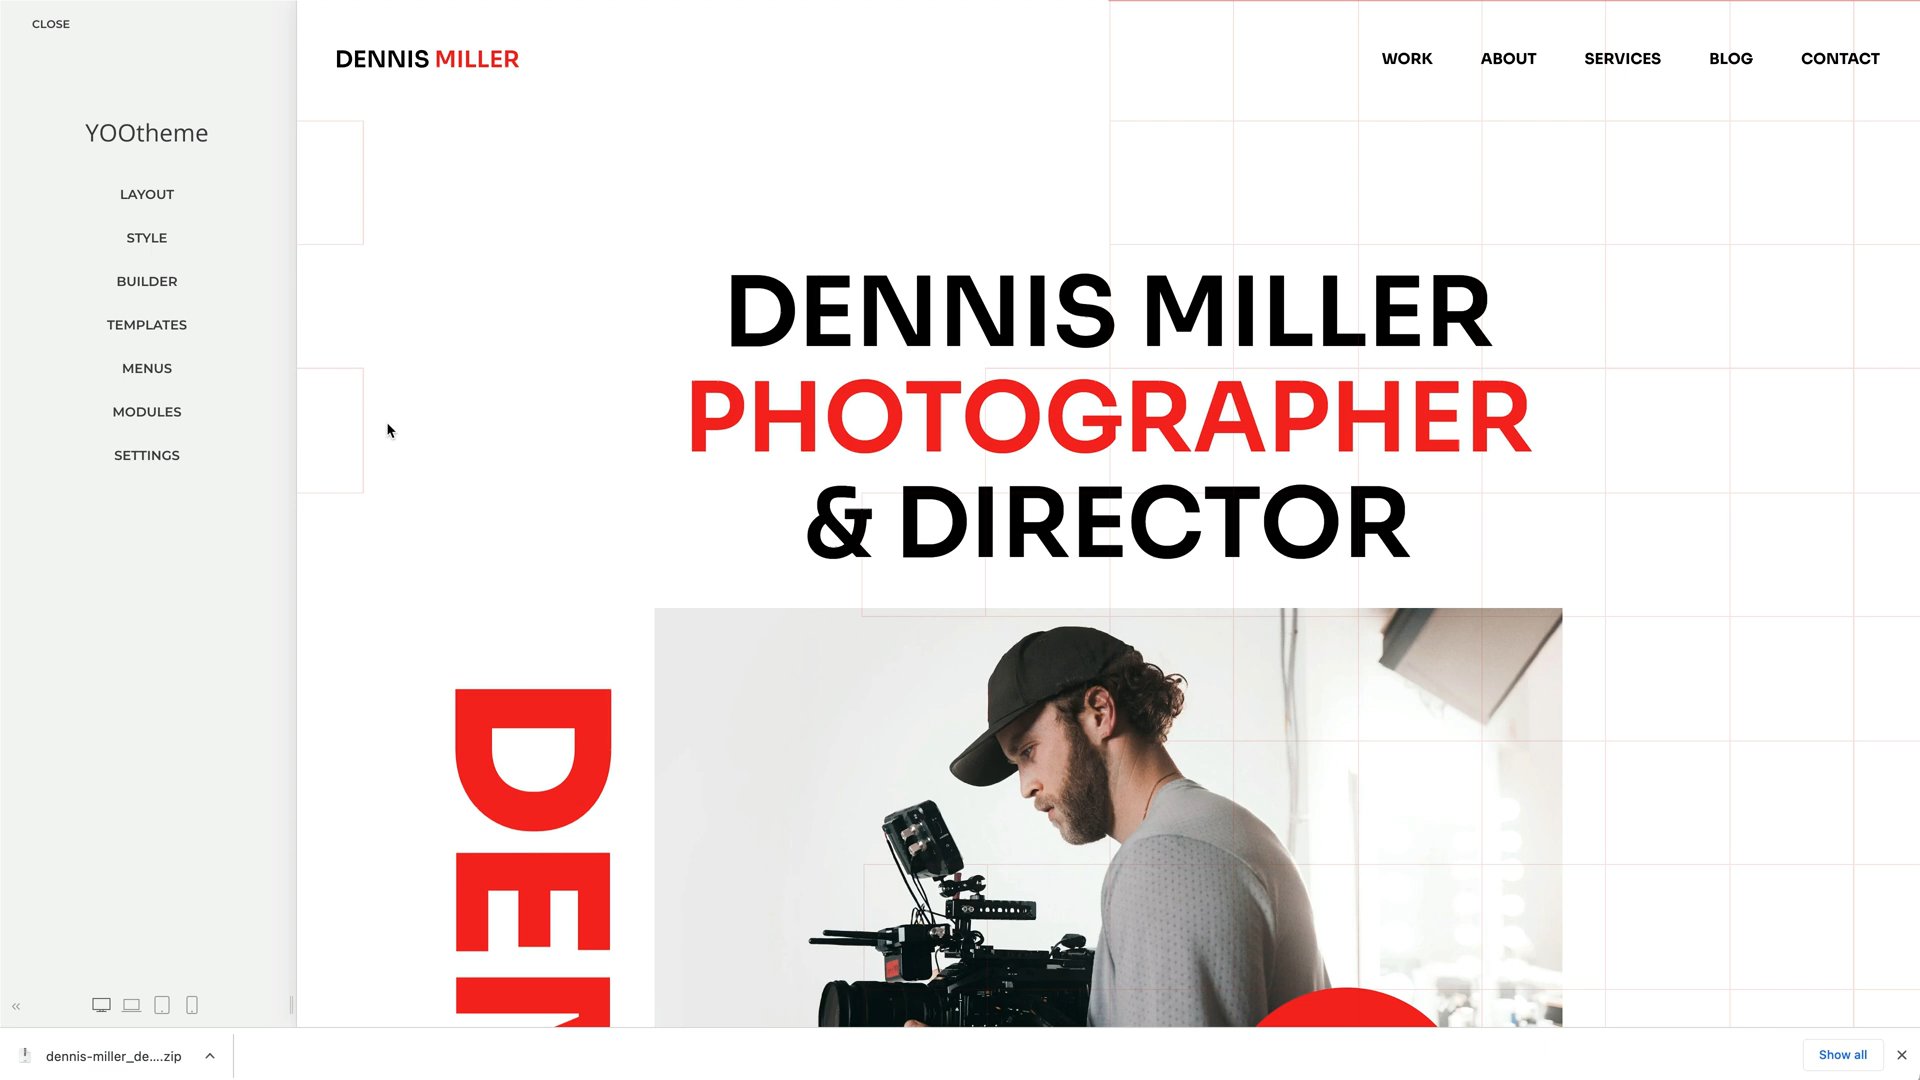 CLOSE
YOOtheme
LAYOUT
STYLE
BUILDER
TEMPLATES
MENUS
MODULES
SETTINGS
DENNIS MILLER
WORK
ABOUT
SERVICES
BLOG
CONTACT
DENNIS MILLER
PHOTOGRAPHER
& DIRECTOR
DEN
dennis-miller_de....zip
Show all